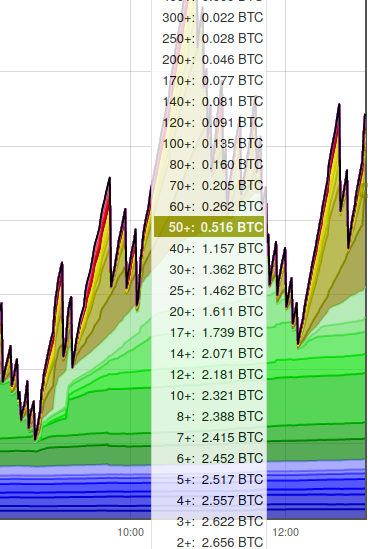 300+: 0.022 BTC
250+: 0.028 BTC
200+: 0.046 BTC
170+: 0.077 BTC
140+: 0.081 BTC
120+: 0.091 BTC
100+: 0.135 BTC
80+: 0.160 BTC
70+: 0.205 BTC
60+: 0.262 BTC
50+: 0.516 BTC
40+: 1.157 BTC
30+: 1.362 BTC
25+: 1.462 BTC
20+: 1.611 BTC
17+: 1.739 BTC
14+: 2.071 BTC
12+: 2.181 BTC
10+: 2.321 BTC
8+: 2.388 BTC
7+: 2.415 BTC
6+: 2.452 BTC
5+: 2.517 BTC
4+: 2.557 BTC
3+: 2.622 BTC
2+: 2.656 BTC
10:00
12:00